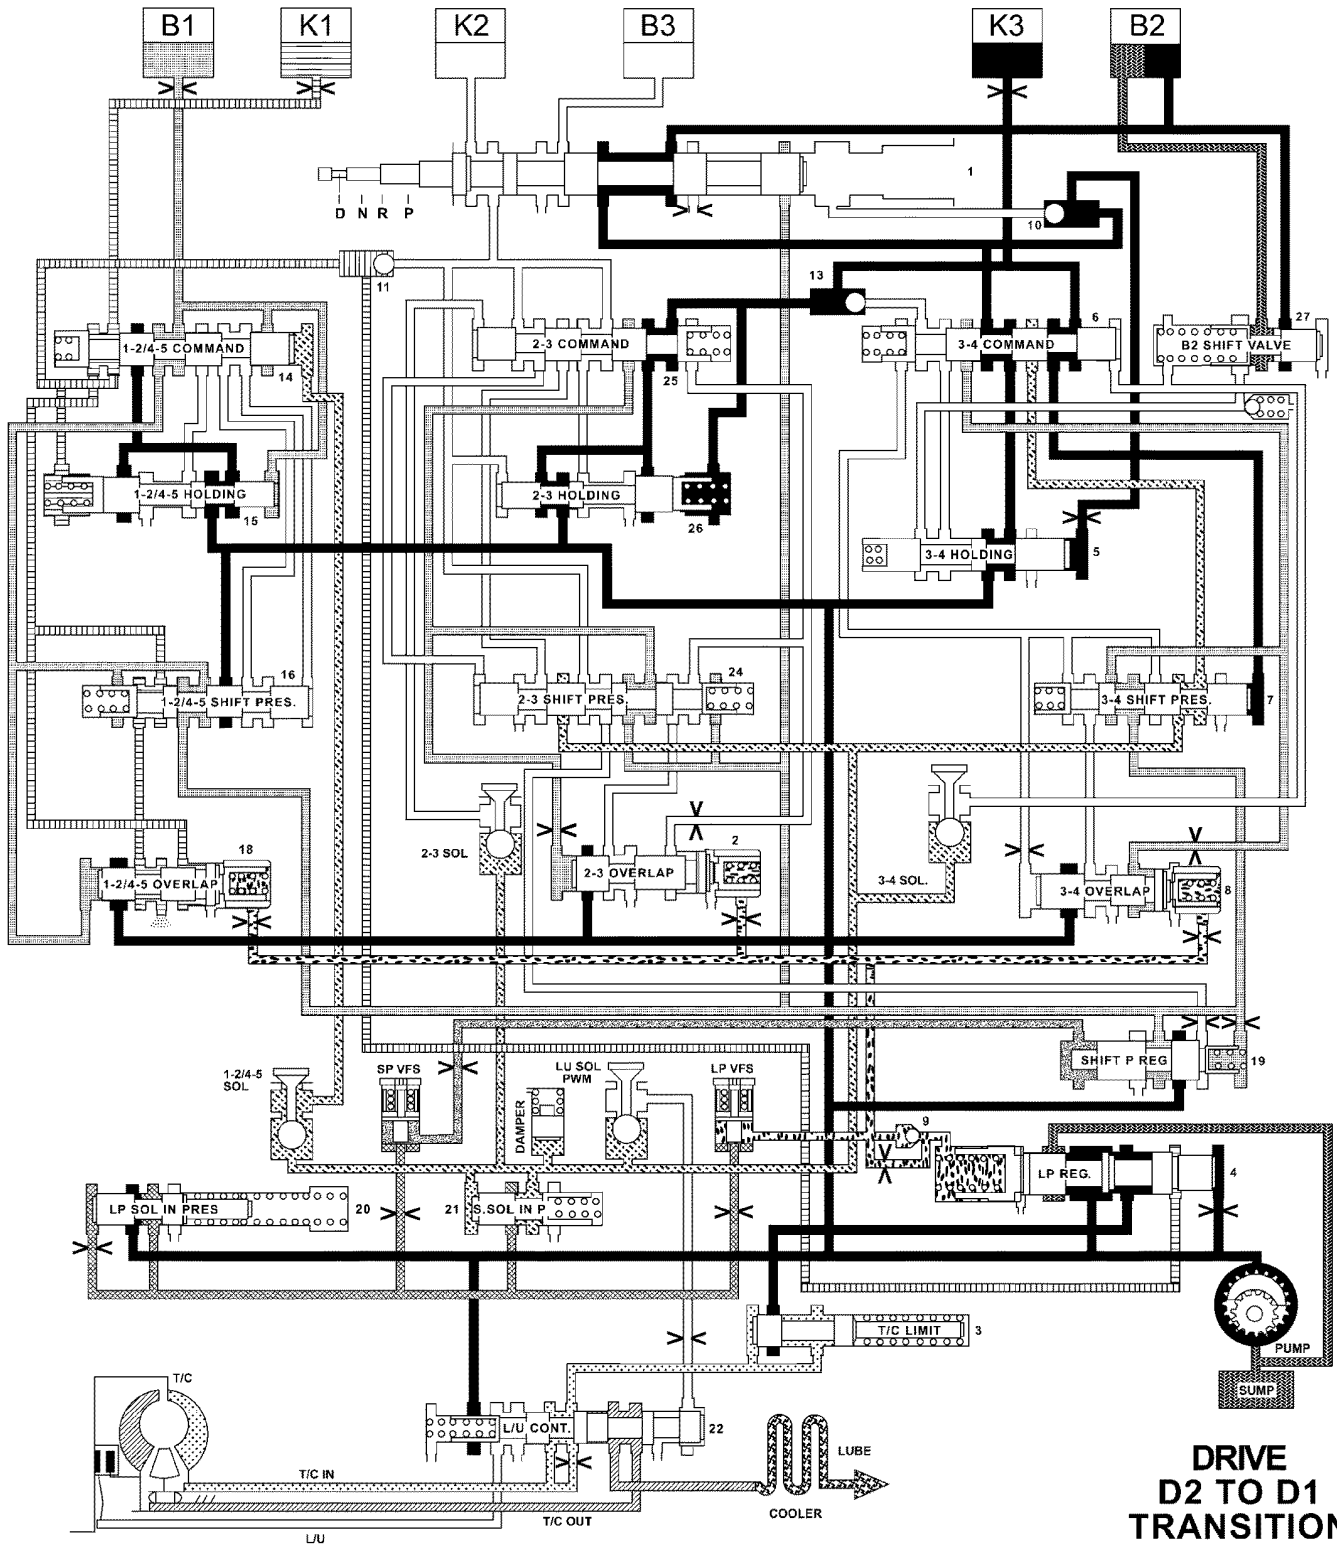 B1 K1 K2 B3 K3 B2
1
D N R P
10
11
13
6
27
1-2/4-5 COMMAND
2-3 COMMAND
3-4 COMMAND
B2 SHIFT VALVE
14
25
1-2/4-5 HOLDING
2-3 HOLDING
15
26
3-4 HOLDING
5
16
24
1-2/4-5 SHIFT PRES.
2-3 SHIFT PRES.
3-4 SHIFT PRES.
7
2-3 SOL
18
2
3-4 SOL.
1-2/4-5 OVERLAP
2-3 OVERLAP
3-4 OVERLAP
8
SHIFT P REG
19
1-2/4-5
SOL
SP VFS
LU SOL
PWM
LP VFS
DAMPER
9
LP REG.
4
LP SOL IN PRES
20
21
S.SOL IN P
T/C LIMIT
3
PUMP
SUMP
T/C
L/U CONT.
22
LUBE
T/C IN
COOLER
T/C OUT
L/U
DRIVE
D2 TO D1
TRANSITION